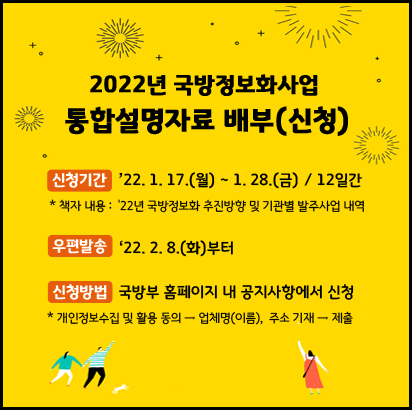 2022년 국방정보화사업
통합설명자료 배부(신청)
신청기간 ’22. 1. 17.(월) ~ 1. 28.(금) / 12일간
* 책자 내용 : ‘22년 국방정보화 추진방향 및 기관별 발주사업 내역
우편발송 ‘22. 2. 8.(화)부터
신청방법 국방부 홈페이지 내 공지사항에서 신청
* 개인정보수집 및 활용 동의 → 업체명(이름), 주소 기재 → 제출